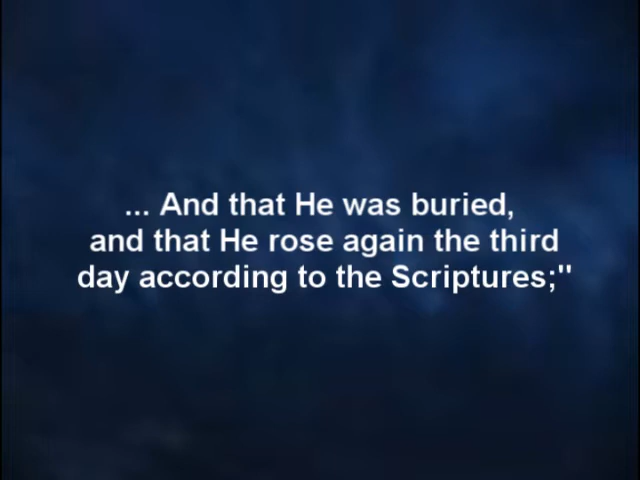 ... And that He was buried,
and that He rose again the third
day according to the Scriptures;"